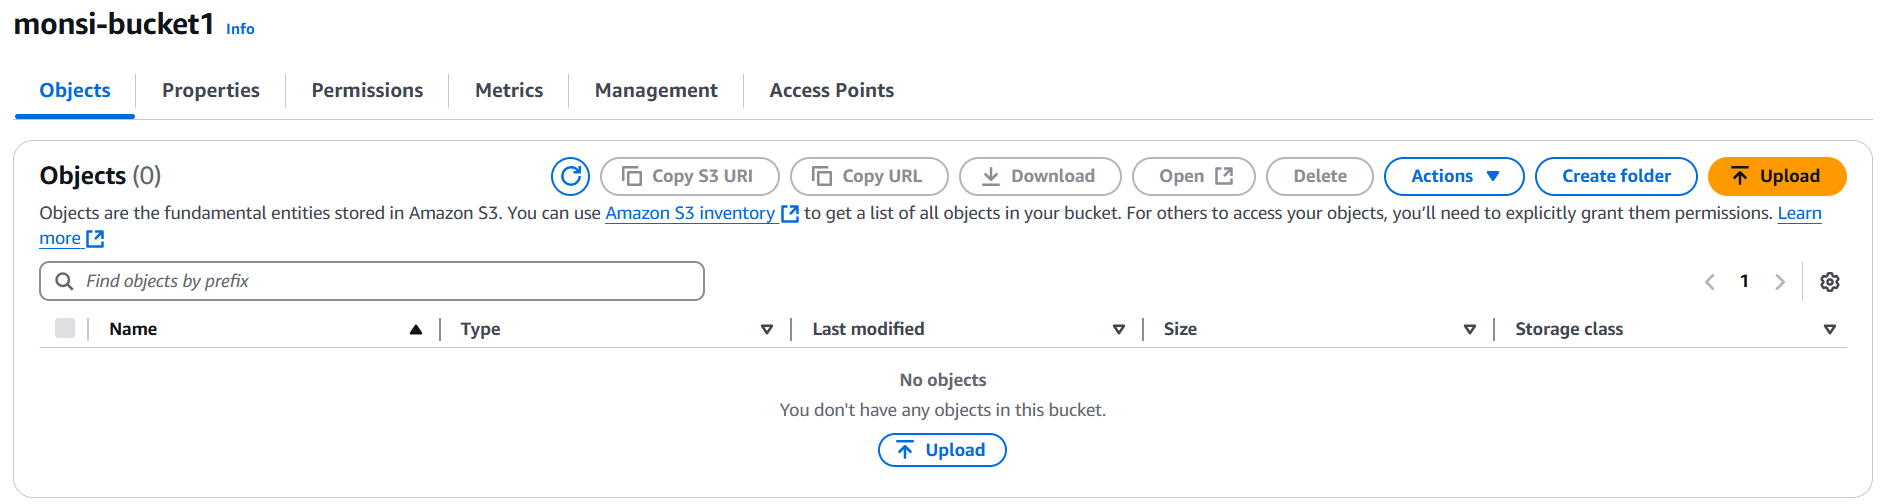 monsi-bucket1 Info
Objects Properties Permissions Metrics Management Access Points
Objects (0) Copy S3 URI Copy URL Download Open Delete Actions Create folder Upload
Objects are the fundamental entities stored in Amazon S3. You can use Amazon S3 inventory to get a list of all objects in your bucket. For others to access your objects, you’ll need to explicitly grant them permissions. Learn
more
Find objects by prefix 1
Name Type Last modified Size Storage class
No objects
You don't have any objects in this bucket.
Upload